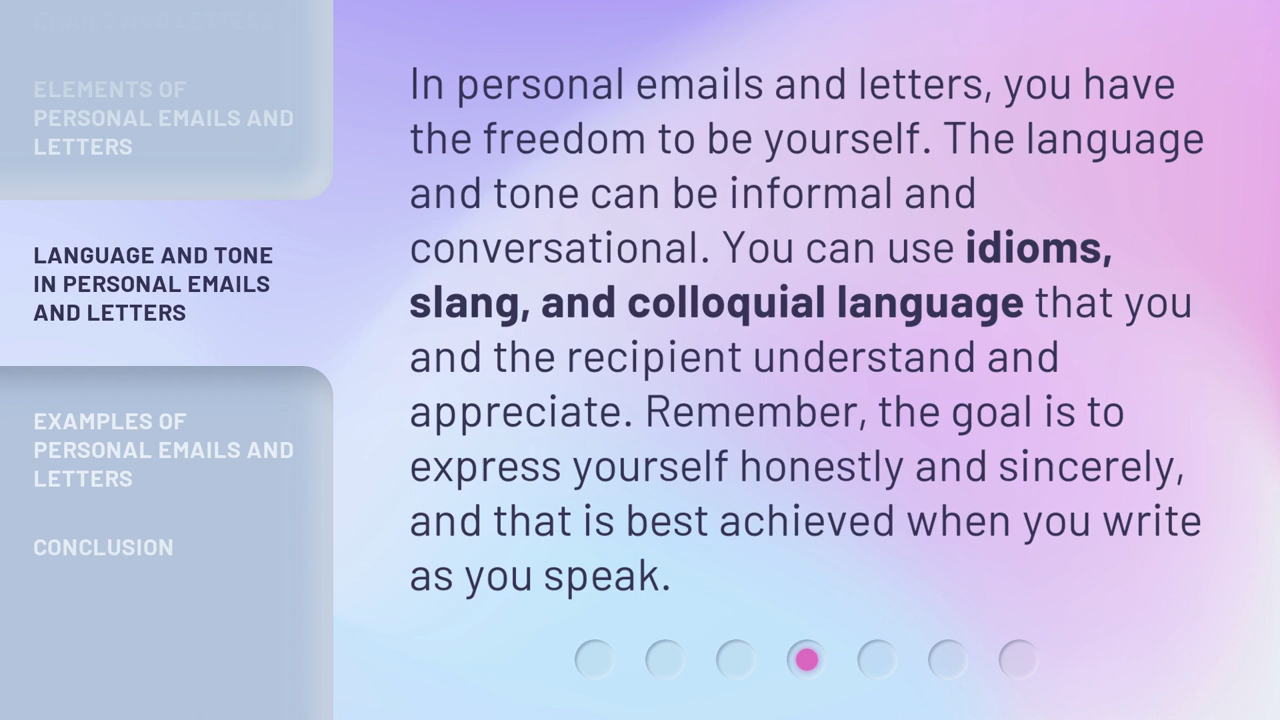 EMAILS AND LETTERS
ELEMENTS OF
PERSONAL EMAILS AND
LETTERS
LANGUAGE AND TONE
IN PERSONAL EMAILS
AND LETTERS
EXAMPLES OF
PERSONAL EMAILS AND
LETTERS
CONCLUSION
In personal emails and letters, you have
the freedom to be yourself. The language
and tone can be informal and
conversational. You can use idioms,
slang, and colloquial language that you
and the recipient understand and
appreciate. Remember, the goal is to
express yourself honestly and sincerely,
and that is best achieved when you write
as you speak.